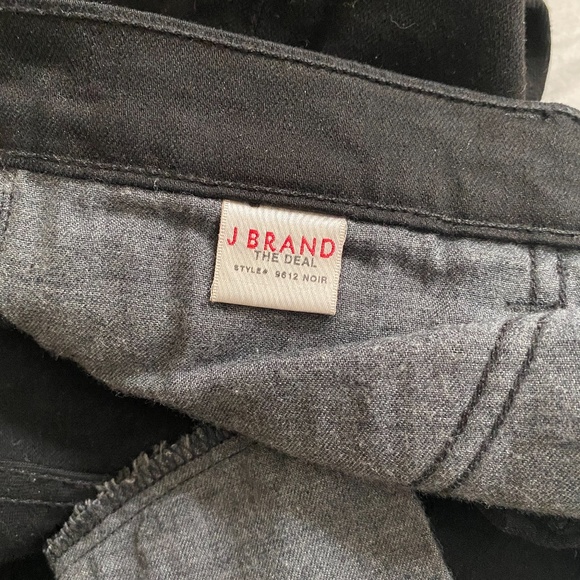 J BRAND
THE DEAL
STYLE# 9612 NOIR